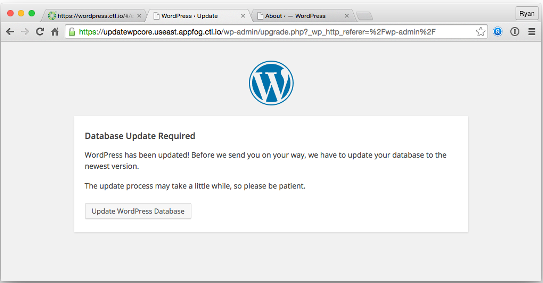 https://wordpress.ctl.io/4
WordPress › Update
About ‹ — WordPress
Ryan
https://updatewpcore.useast.appfog.ctl.io/wp-admin/upgrade.php?_wp_http_referer=%2Fwp-admin%2F
Database Update Required
WordPress has been updated! Before we send you on your way, we have to update your database to the
newest version.
The update process may take a little while, so please be patient.
Update WordPress Database